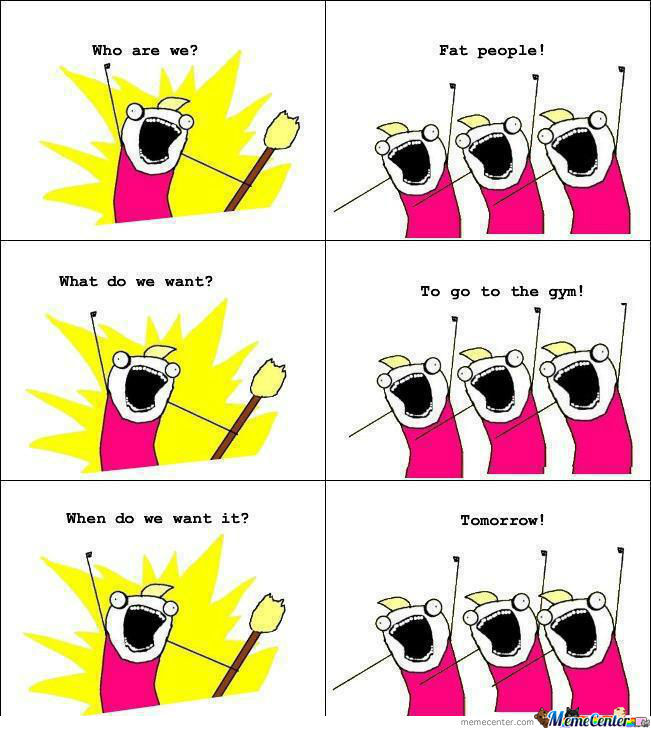 Who are we?
Fat people!
What do we want?
To go to the gym!
When do we want it?
Tomorrow!
memecenter.com MemeCenter